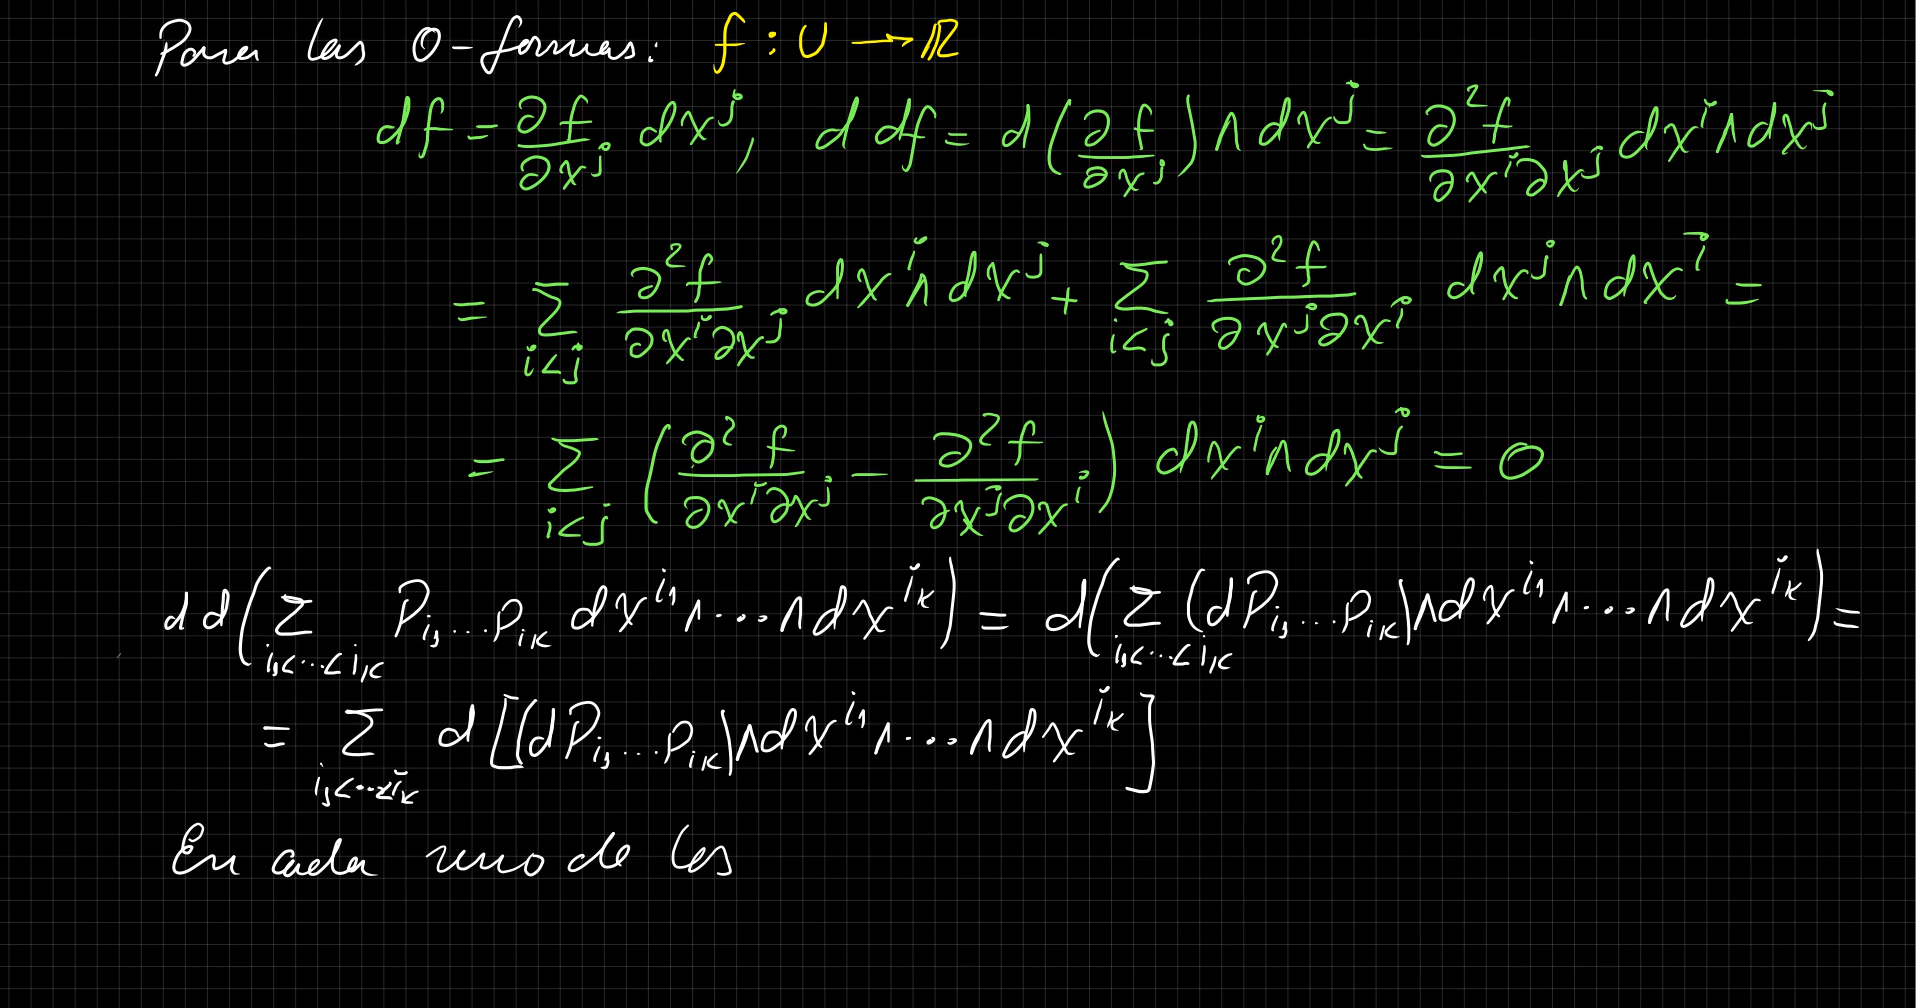 Para las 0-formas: f : U → ℝ
df = ∂f/∂x^j dx^j, d df = d(∂f/∂x^j) ∧ dx^j = ∂²f/∂x^i∂x^j dx^i ∧ dx^j
= Σ_{i<j} ∂²f/∂x^i∂x^j dx^i ∧ dx^j + Σ_{i<j} ∂²f/∂x^j∂x^i dx^j ∧ dx^i =
= Σ_{i<j} (∂²f/∂x^i∂x^j − ∂²f/∂x^j∂x^i) dx^i ∧ dx^j = 0
d d(Σ_{i_1<...<i_k} P_{i_1}...P_{i_k} dx^{i_1} ∧ ... ∧ dx^{i_k}) = d(Σ_{i_1<...<i_k} (dP_{i_1}...P_{i_k}) ∧ dx^{i_1} ∧ ... ∧ dx^{i_k}) =
= Σ_{i_1<...<i_k} d[(dP_{i_1}...P_{i_k}) ∧ dx^{i_1} ∧ ... ∧ dx^{i_k}]
En cada uno de los